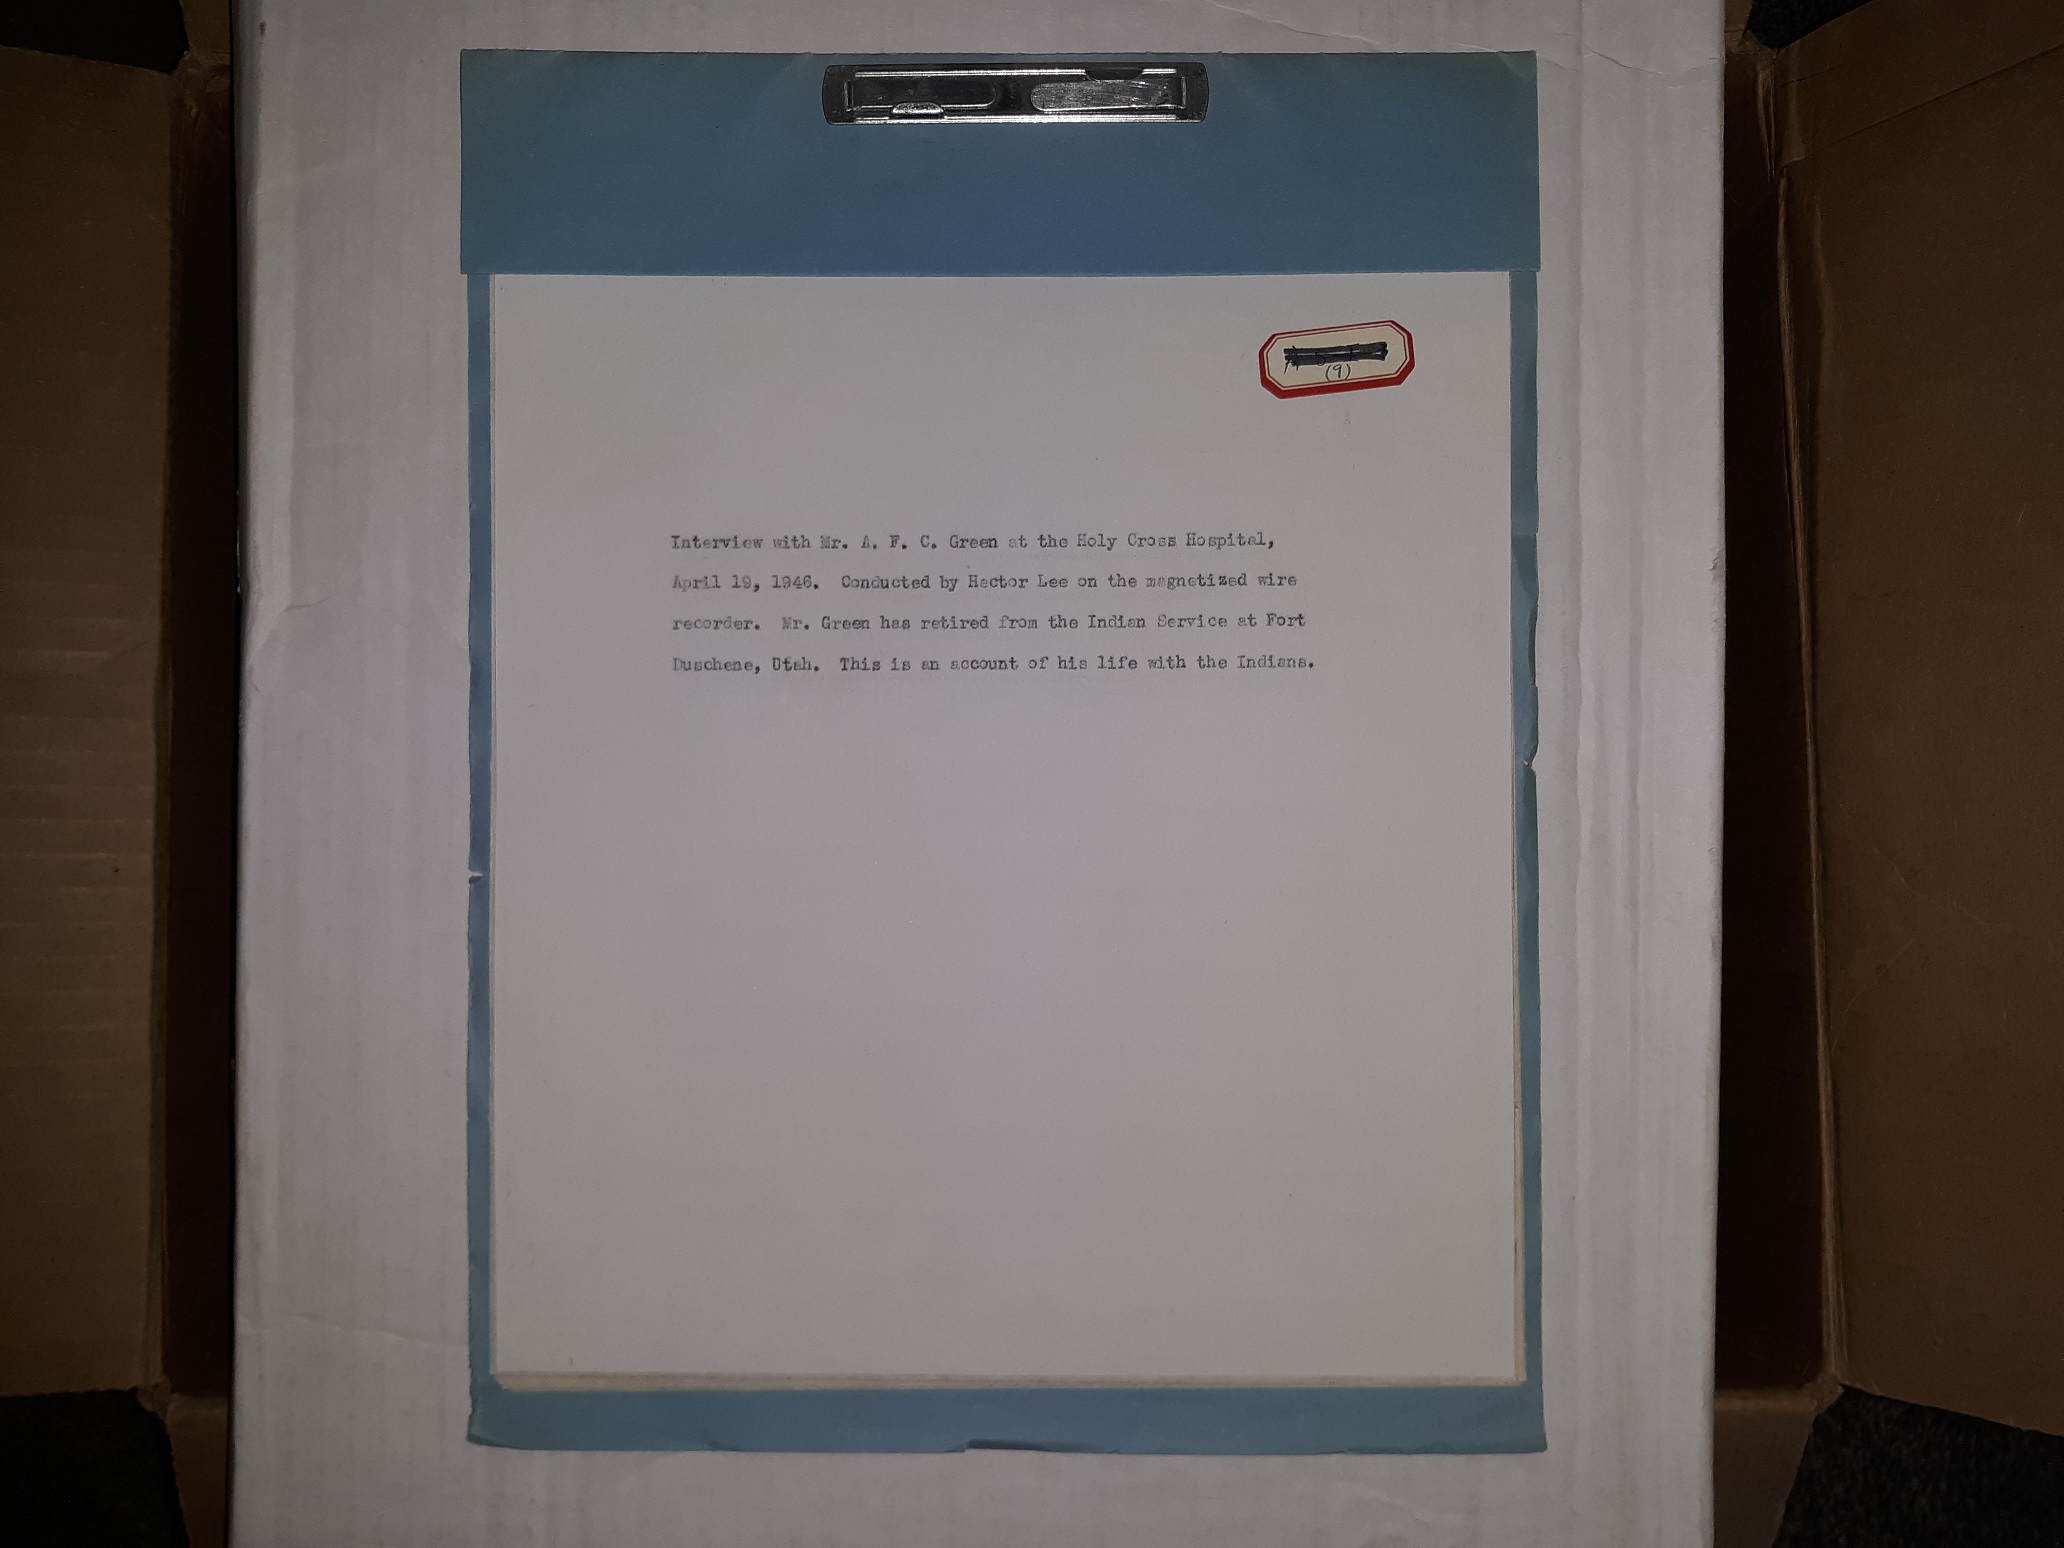 (9)
Interview with Mr. A. F. C. Green at the Holy Cross Hospital,
April 19, 1946.  Conducted by Hector Lee on the magnetized wire
recorder.  Mr. Green has retired from the Indian Service at Fort
Duschene, Utah.  This is an account of his life with the Indians.